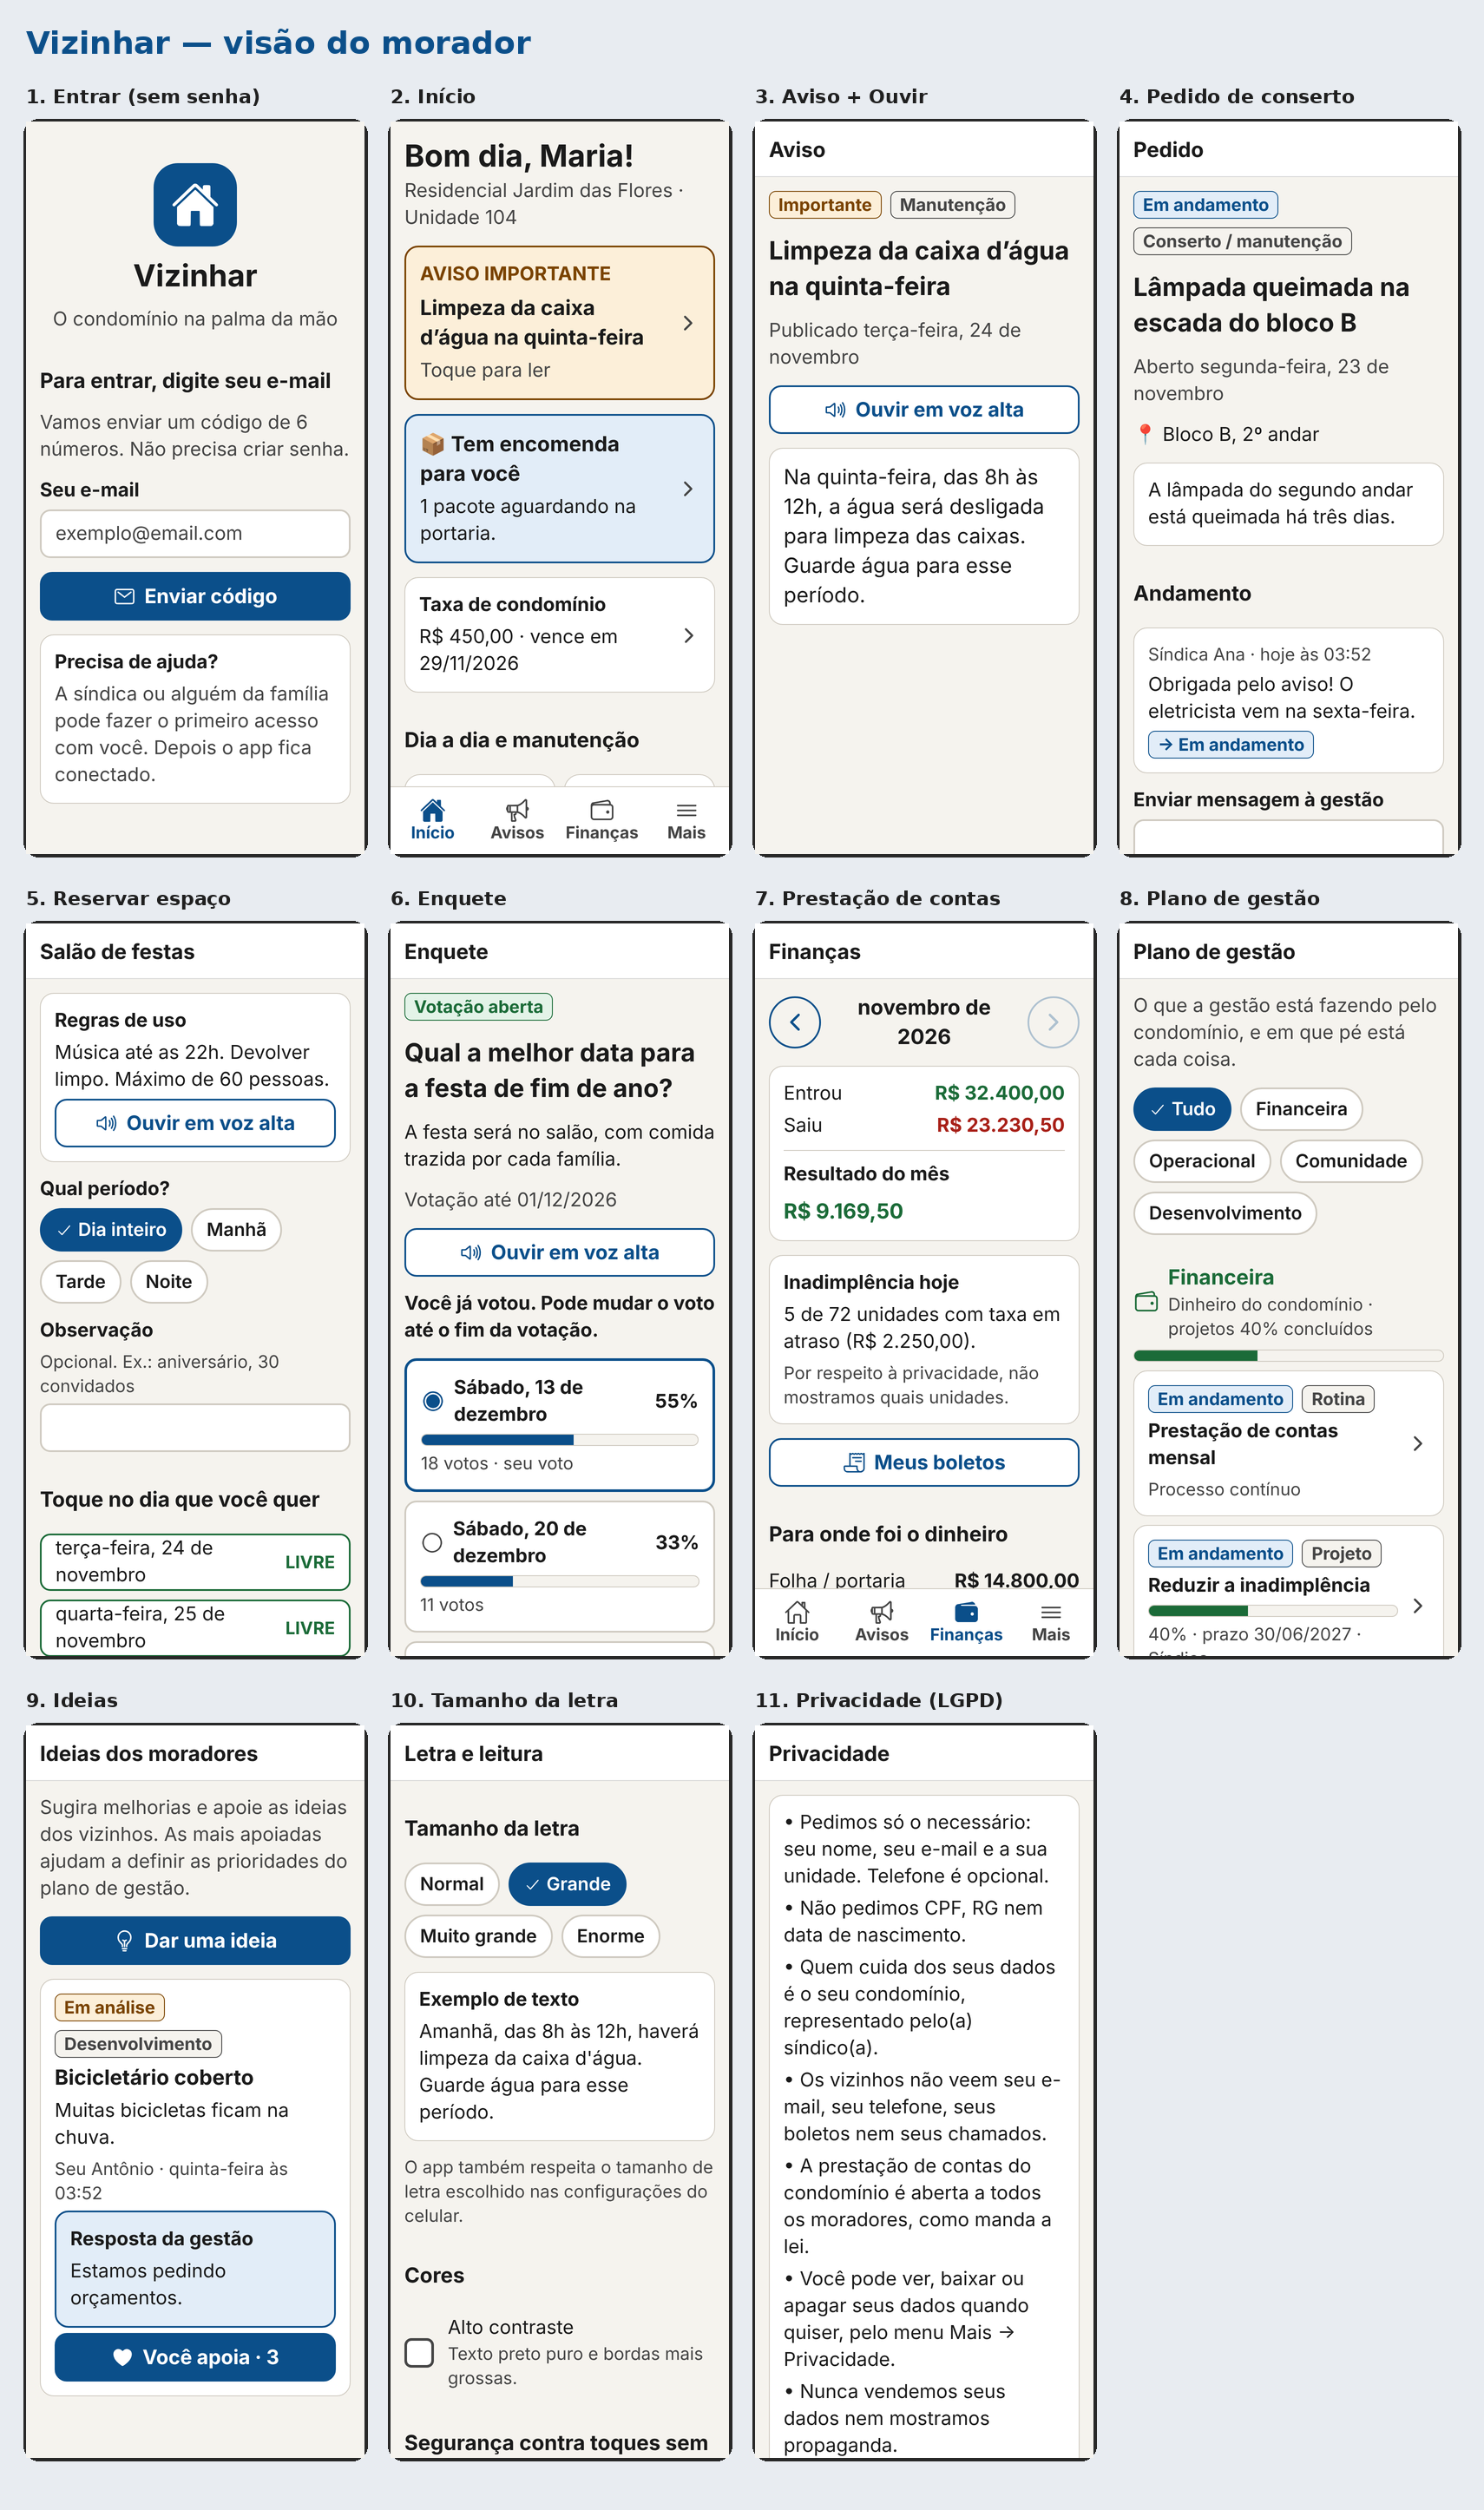 Vizinhar — visão do morador
1. Entrar (sem senha)
Vizinhar
O condomínio na palma da mão
Para entrar, digite seu e-mail
Vamos enviar um código de 6
números. Não precisa criar senha.
Seu e-mail
exemplo@email.com
Enviar código
Precisa de ajuda?
A síndica ou alguém da família
pode fazer o primeiro acesso
com você. Depois o app fica
conectado.
2. Início
Bom dia, Maria!
Residencial Jardim das Flores ·
Unidade 104
AVISO IMPORTANTE
Limpeza da caixa
d’água na quinta-feira
Toque para ler
📦 Tem encomenda
para você
1 pacote aguardando na
portaria.
Taxa de condomínio
R$ 450,00 · vence em
29/11/2026
Dia a dia e manutenção
Início Avisos Finanças Mais
3. Aviso + Ouvir
Aviso
Importante Manutenção
Limpeza da caixa d’água
na quinta-feira
Publicado terça-feira, 24 de
novembro
Ouvir em voz alta
Na quinta-feira, das 8h às
12h, a água será desligada
para limpeza das caixas.
Guarde água para esse
período.
4. Pedido de conserto
Pedido
Em andamento
Conserto / manutenção
Lâmpada queimada na
escada do bloco B
Aberto segunda-feira, 23 de
novembro
📍 Bloco B, 2º andar
A lâmpada do segundo andar
está queimada há três dias.
Andamento
Síndica Ana · hoje às 03:52
Obrigada pelo aviso! O
eletricista vem na sexta-feira.
→ Em andamento
Enviar mensagem à gestão
5. Reservar espaço
Salão de festas
Regras de uso
Música até as 22h. Devolver
limpo. Máximo de 60 pessoas.
Ouvir em voz alta
Qual período?
✓ Dia inteiro Manhã
Tarde Noite
Observação
Opcional. Ex.: aniversário, 30
convidados
Toque no dia que você quer
terça-feira, 24 de
novembro
LIVRE
quarta-feira, 25 de
novembro
LIVRE
6. Enquete
Enquete
Votação aberta
Qual a melhor data para
a festa de fim de ano?
A festa será no salão, com comida
trazida por cada família.
Votação até 01/12/2026
Ouvir em voz alta
Você já votou. Pode mudar o voto
até o fim da votação.
Sábado, 13 de
dezembro
55%
18 votos · seu voto
Sábado, 20 de
dezembro
33%
11 votos
7. Prestação de contas
Finanças
novembro de
2026
Entrou R$ 32.400,00
Saiu R$ 23.230,50
Resultado do mês
R$ 9.169,50
Inadimplência hoje
5 de 72 unidades com taxa em
atraso (R$ 2.250,00).
Por respeito à privacidade, não
mostramos quais unidades.
Meus boletos
Para onde foi o dinheiro
Folha / portaria R$ 14.800,00
Início Avisos Finanças Mais
8. Plano de gestão
Plano de gestão
O que a gestão está fazendo pelo
condomínio, e em que pé está
cada coisa.
✓ Tudo Financeira
Operacional Comunidade
Desenvolvimento
Financeira
Dinheiro do condomínio ·
projetos 40% concluídos
Em andamento Rotina
Prestação de contas
mensal
Processo contínuo
Em andamento Projeto
Reduzir a inadimplência
40% · prazo 30/06/2027 ·
9. Ideias
Ideias dos moradores
Sugira melhorias e apoie as ideias
dos vizinhos. As mais apoiadas
ajudam a definir as prioridades do
plano de gestão.
Dar uma ideia
Em análise
Desenvolvimento
Bicicletário coberto
Muitas bicicletas ficam na
chuva.
Seu Antônio · quinta-feira às
03:52
Resposta da gestão
Estamos pedindo
orçamentos.
Você apoia · 3
10. Tamanho da letra
Letra e leitura
Tamanho da letra
Normal ✓ Grande
Muito grande Enorme
Exemplo de texto
Amanhã, das 8h às 12h, haverá
limpeza da caixa d'água.
Guarde água para esse
período.
O app também respeita o tamanho de
letra escolhido nas configurações do
celular.
Cores
Alto contraste
Texto preto puro e bordas mais
grossas.
Segurança contra toques sem
11. Privacidade (LGPD)
Privacidade
• Pedimos só o necessário:
seu nome, seu e-mail e a sua
unidade. Telefone é opcional.
• Não pedimos CPF, RG nem
data de nascimento.
• Quem cuida dos seus dados
é o seu condomínio,
representado pelo(a)
síndico(a).
• Os vizinhos não veem seu e-
mail, seu telefone, seus
boletos nem seus chamados.
• A prestação de contas do
condomínio é aberta a todos
os moradores, como manda a
lei.
• Você pode ver, baixar ou
apagar seus dados quando
quiser, pelo menu Mais →
Privacidade.
• Nunca vendemos seus
dados nem mostramos
propaganda.